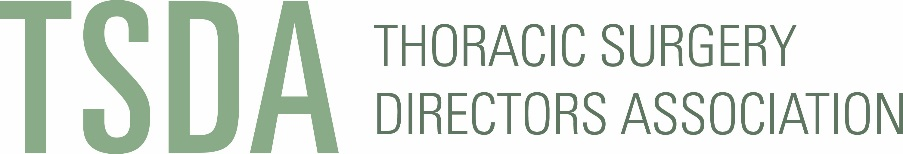 TSDA
THORACIC SURGERY
DIRECTORS ASSOCIATION